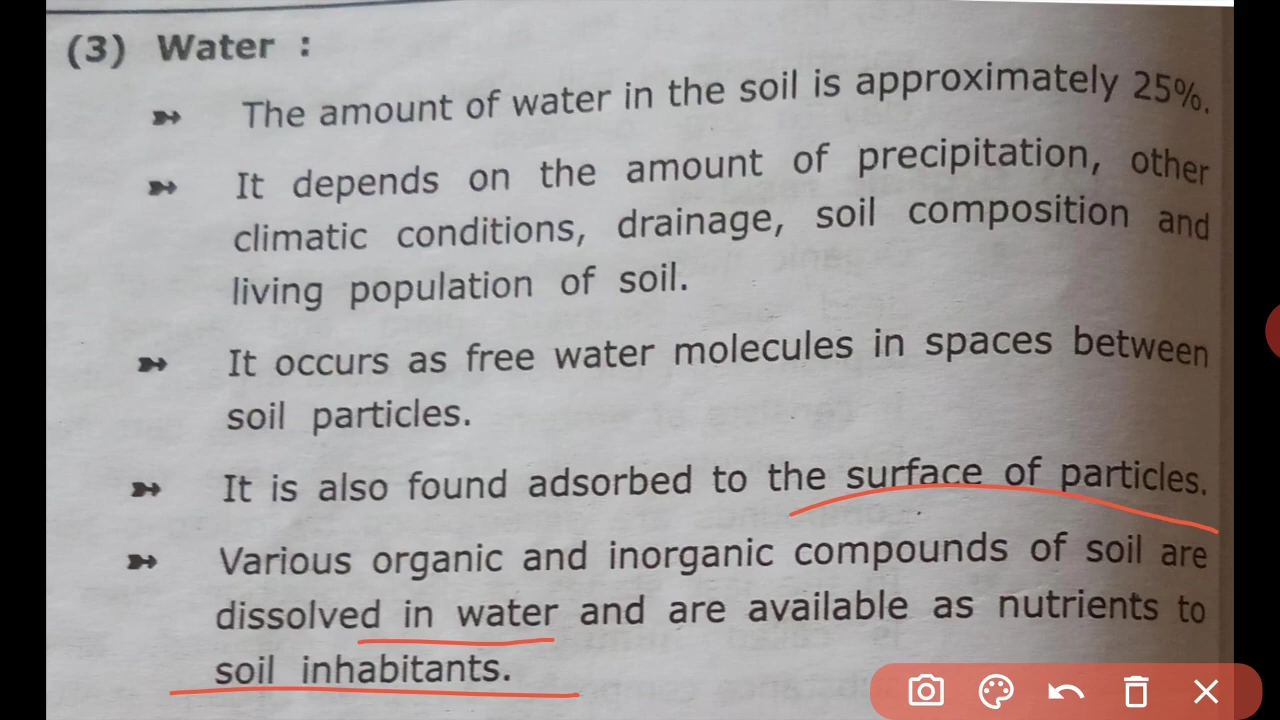 (3) Water :
➳ The amount of water in the soil is approximately 25%.
➳ It depends on the amount of precipitation, other
climatic conditions, drainage, soil composition and
living population of soil.
➳ It occurs as free water molecules in spaces between
soil particles.
➳ It is also found adsorbed to the surface of particles.
➳ Various organic and inorganic compounds of soil are
dissolved in water and are available as nutrients to
soil inhabitants.